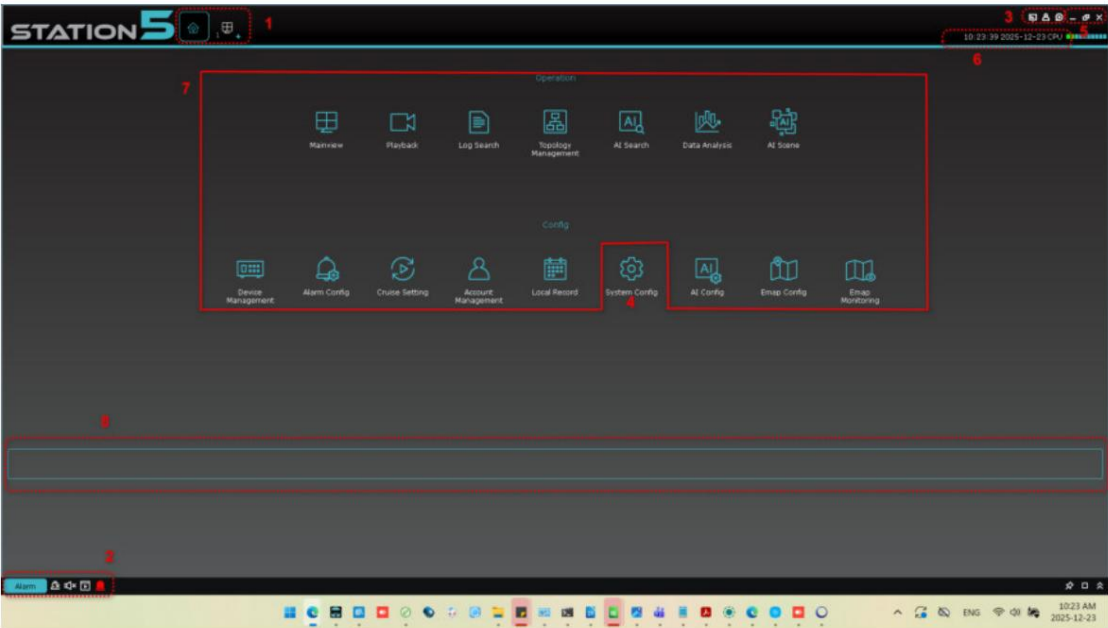 STATION5
1
1
3
5
10:23:39 2025-12-23 CPU
6
7
Operation
Mainview
Playback
Log Search
Topology
Management
AI Search
Data Analysis
AI Scene
Config
Device
Management
Alarm Config
Cruise Setting
Account
Management
Local Record
System Config
4
AI Config
Emap Config
Emap
Monitoring
8
2
Alarm
ENG
10:23 AM
2025-12-23